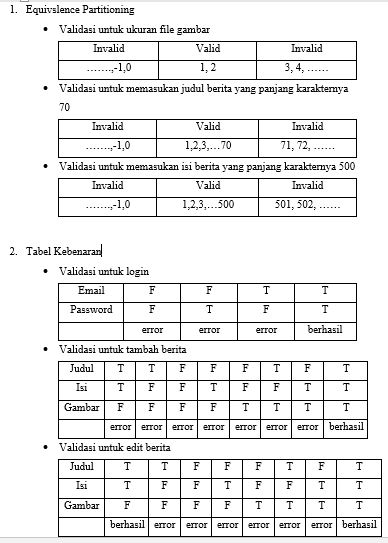 1. Equivslence Partitioning
• Validasi untuk ukuran file gambar
Invalid Valid Invalid
…….,-1,0 1, 2 3, 4, ……
• Validasi untuk memasukan judul berita yang panjang karakternya
70
Invalid Valid Invalid
…….,-1,0 1,2,3,…70 71, 72, ……
• Validasi untuk memasukan isi berita yang panjang karakternya 500
Invalid Valid Invalid
…….,-1,0 1,2,3,…500 501, 502, ……
2. Tabel Kebenaran
• Validasi untuk login
Email F F T T
Password F T F T
error error error berhasil
• Validasi untuk tambah berita
Judul T T F F F T F T
Isi T F F T F F T T
Gambar F F F F T T T T
error error error error error error error berhasil
• Validasi untuk edit berita
Judul T T F F F T F T
Isi T F F T F F T T
Gambar F F F F T T T T
berhasil error error error error error error berhasil